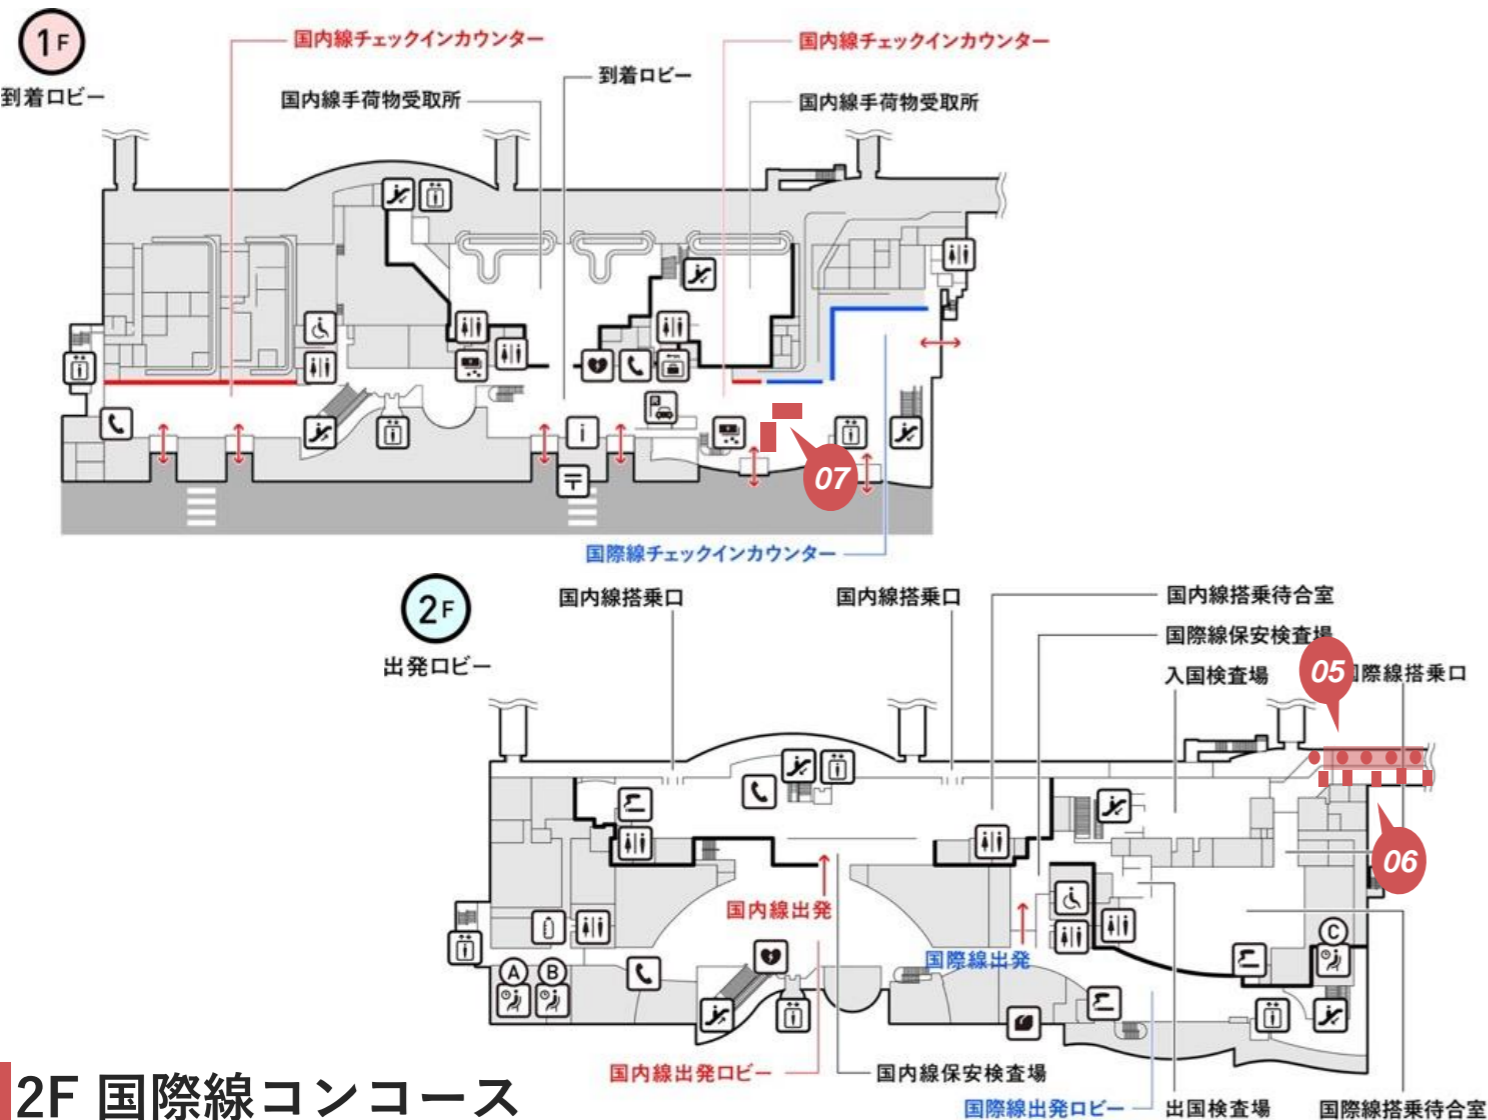 1F
到着ロビー
国内線チェックインカウンター
国内線チェックインカウンター
到着ロビー
国内線手荷物受取所
国内線手荷物受取所
07
国際線チェックインカウンター
2F
出発ロビー
国内線搭乗口
国内線搭乗口
国内線搭乗待合室
国際線保安検査場
入国検査場
05
国際線搭乗口
06
国内線出発
国際線出発
A
B
C
国内線出発ロビー
国内線保安検査場
国際線出発ロビー
出国検査場
国際線搭乗待合室
2F 国際線コンコース